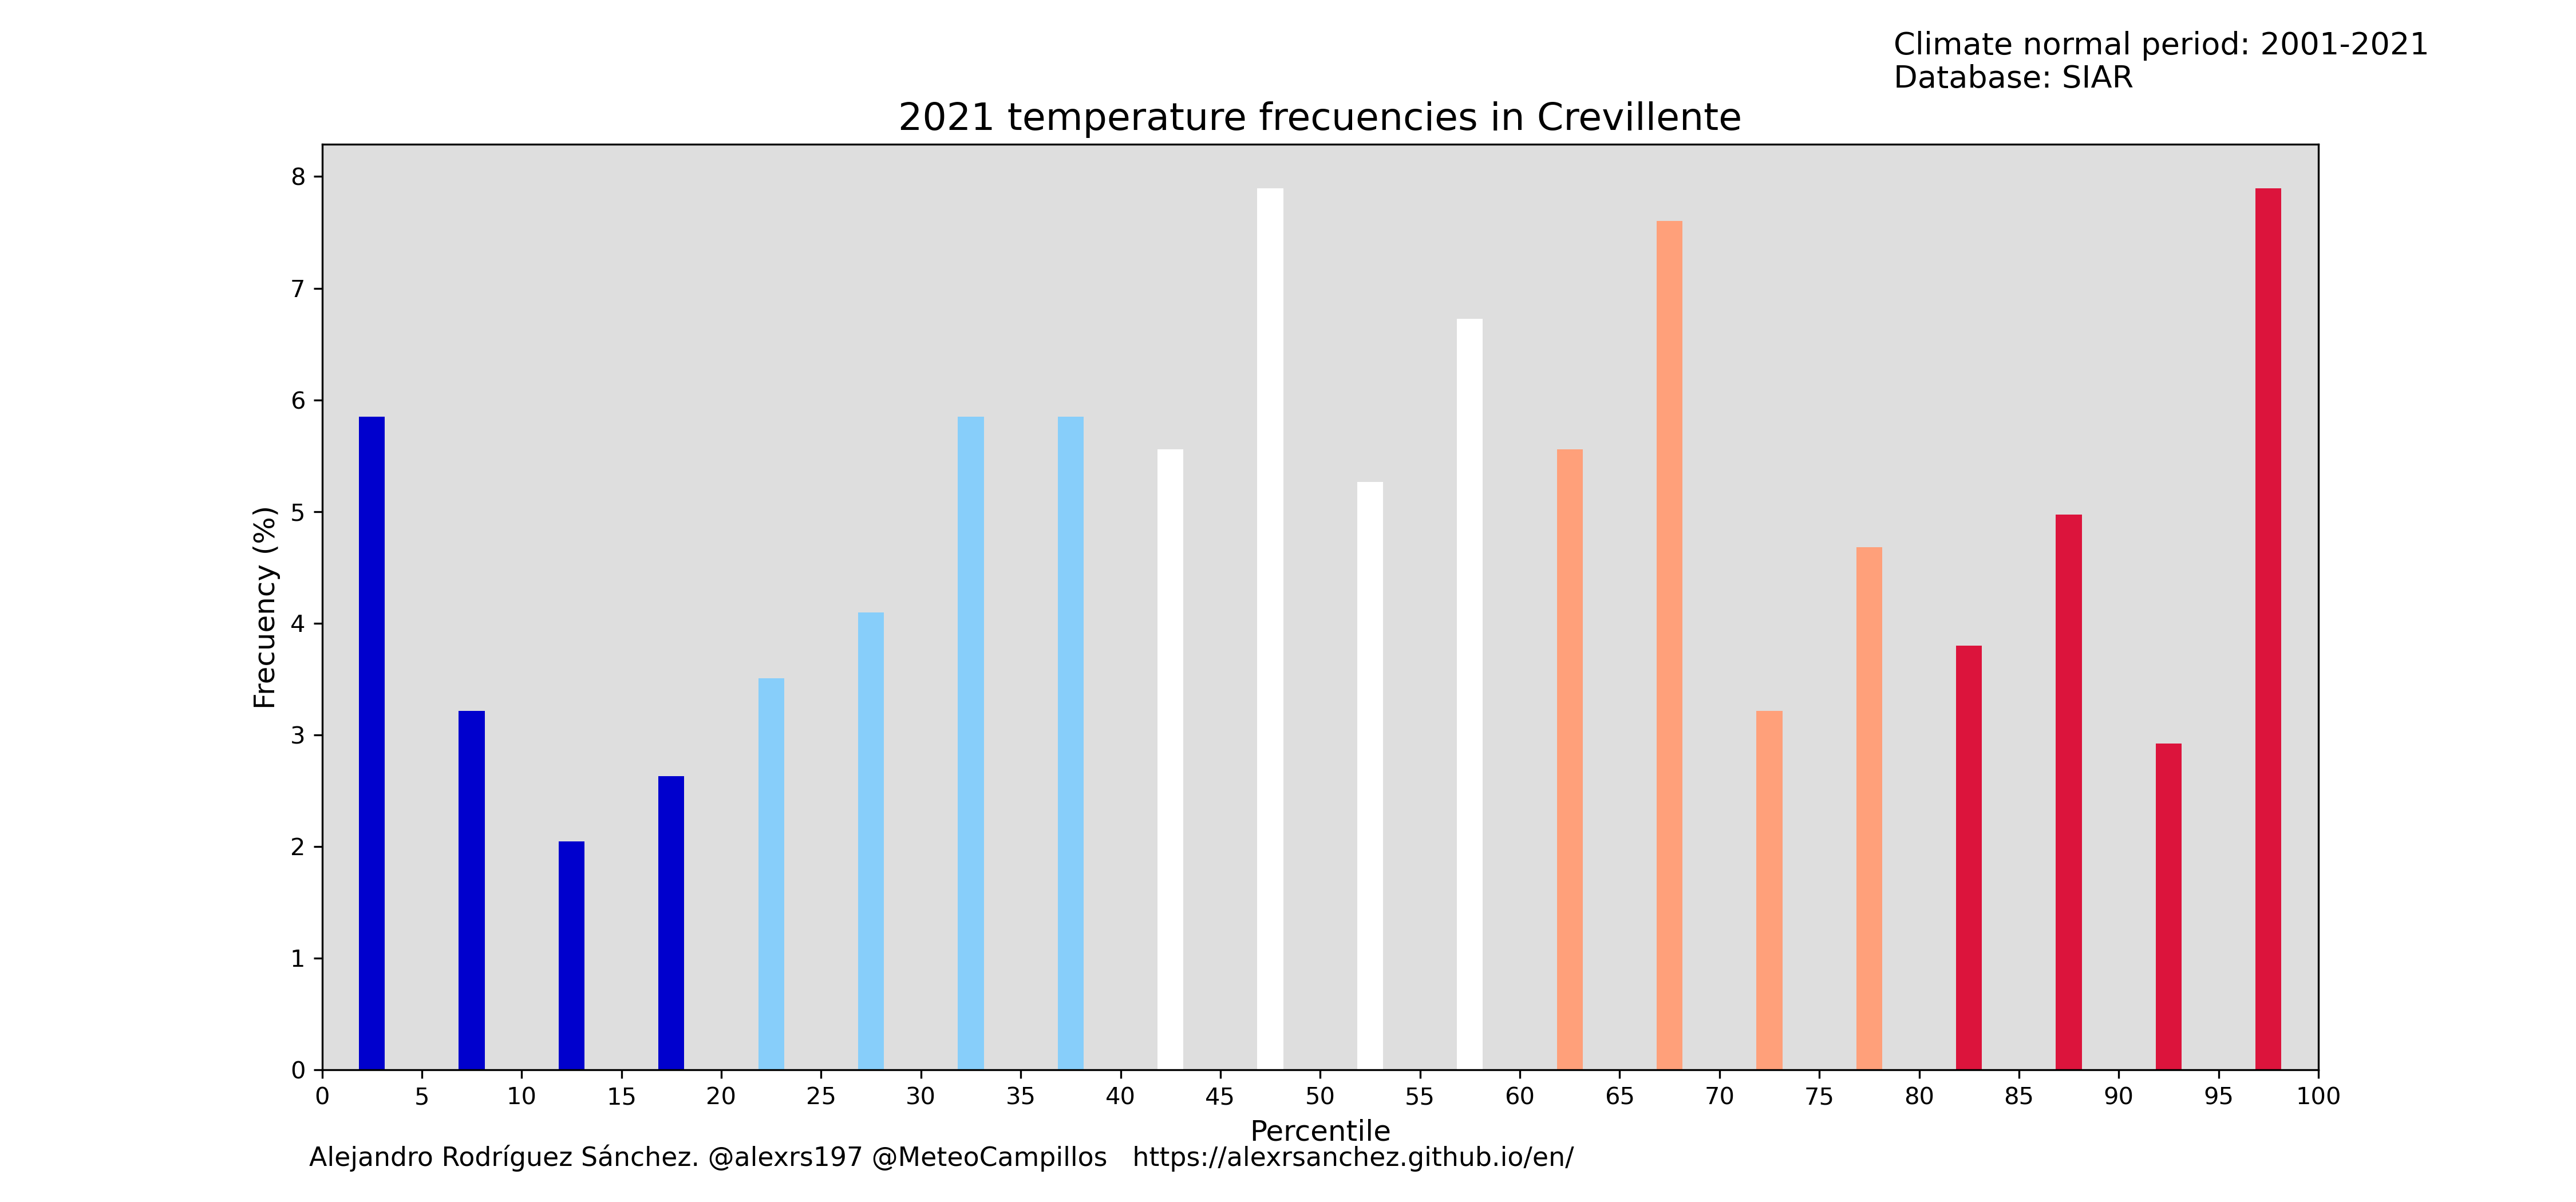 Climate normal period: 2001-2021
Database: SIAR
2021 temperature frecuencies in Crevillente
8
7
6
5
4
3
2
1
0
Frecuency (%)
0 5 10 15 20 25 30 35 40 45 50 55 60 65 70 75 80 85 90 95 100
Percentile
Alejandro Rodríguez Sánchez. @alexrs197 @MeteoCampillos https://alexrsanchez.github.io/en/